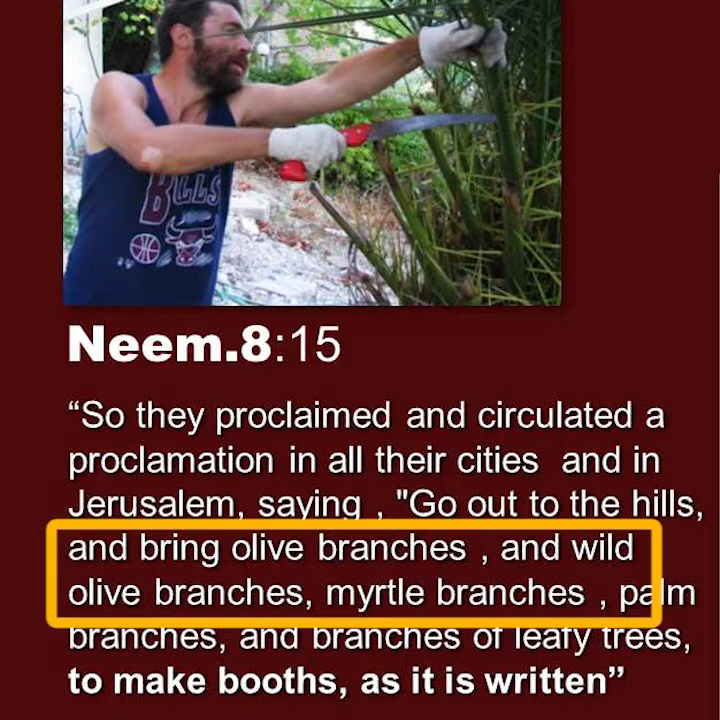 BULLS
Neem.8:15
“So they proclaimed and circulated a
proclamation in all their cities and in
Jerusalem, saying , "Go out to the hills,
and bring olive branches , and wild
olive branches, myrtle branches , palm
branches, and branches of leafy trees,
to make booths, as it is written”